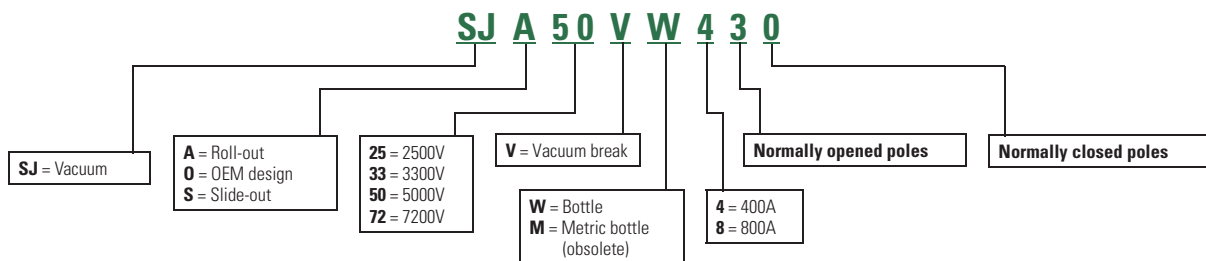 SJ A 50 V W 4 3 0
SJ = Vacuum
A = Roll-out
O = OEM design
S = Slide-out
25 = 2500V
33 = 3300V
50 = 5000V
72 = 7200V
V = Vacuum break
W = Bottle
M = Metric bottle
(obsolete)
4 = 400A
8 = 800A
Normally opened poles
Normally closed poles